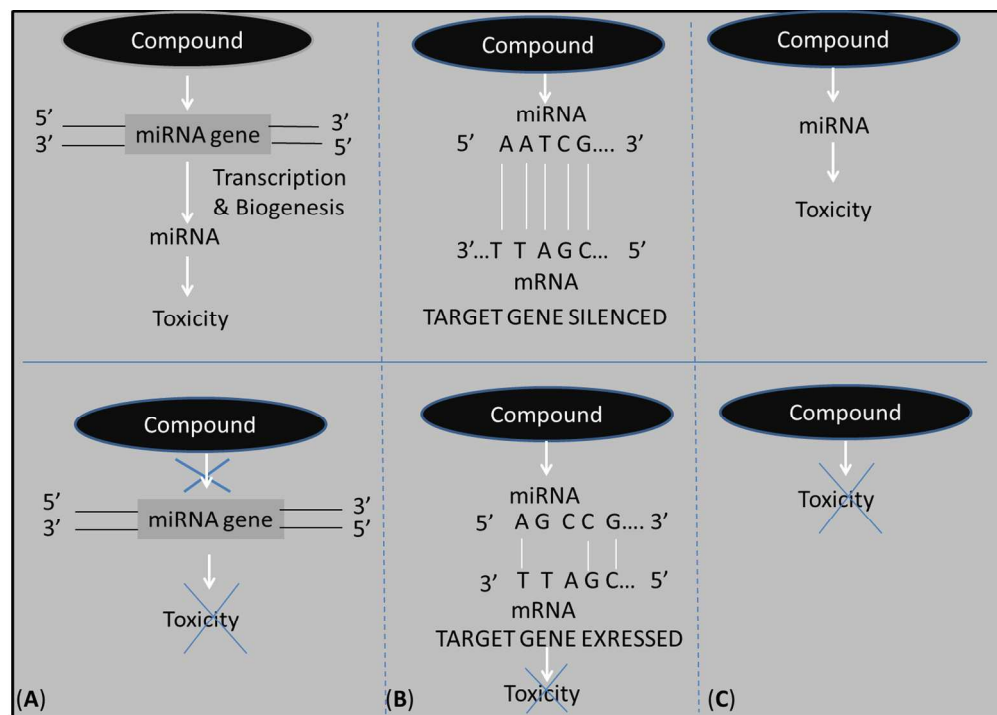 Compound
5’ 3’
miRNA gene
3’ 5’
Transcription
& Biogenesis
miRNA
Toxicity
Compound
miRNA
5’ A A T C G.... 3’
3’...T T A G C... 5’
mRNA
TARGET GENE SILENCED
Compound
miRNA
Toxicity
Compound
5’ 3’
miRNA gene
3’ 5’
Toxicity
(A)
Compound
miRNA
5’ A G C C G.... 3’
3’ T T A G C... 5’
mRNA
TARGET GENE EXRESSED
Toxicity
(B)
Compound
Toxicity
(C)